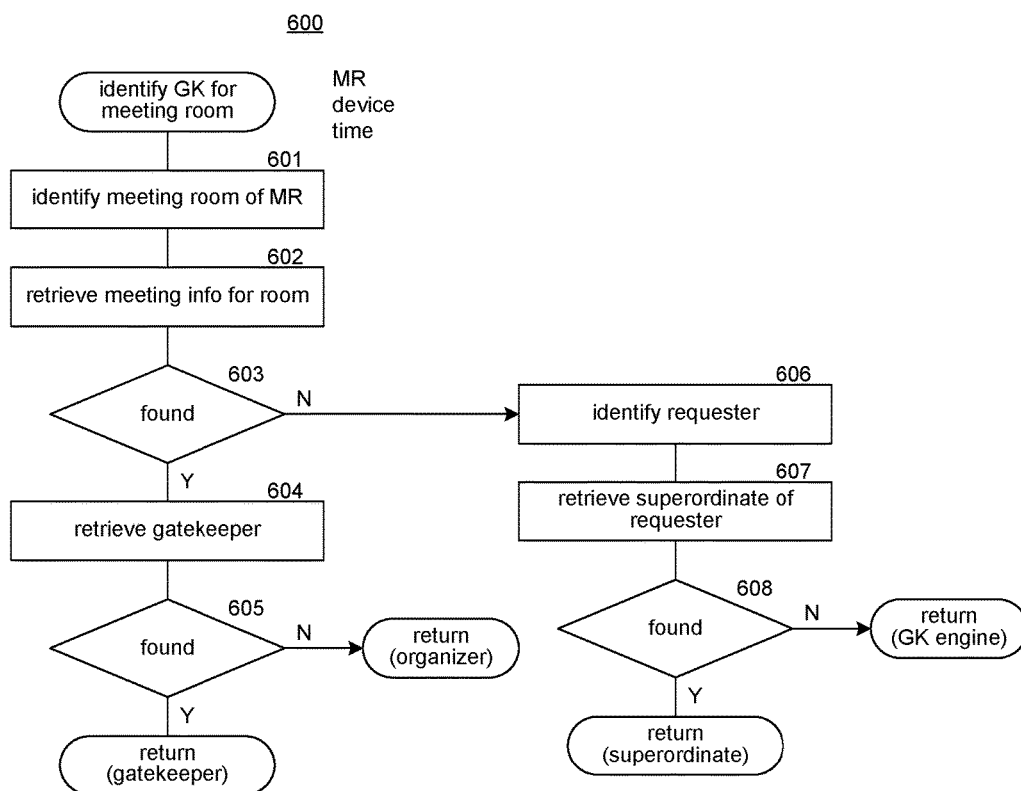 600
identify GK for
meeting room
MR
device
time
601
identify meeting room of MR
602
retrieve meeting info for room
603
found
N
Y
606
identify requester
607
retrieve superordinate of
requester
604
retrieve gatekeeper
605
found
N
Y
return
(organizer)
608
found
N
Y
return
(GK engine)
return
(gatekeeper)
return
(superordinate)